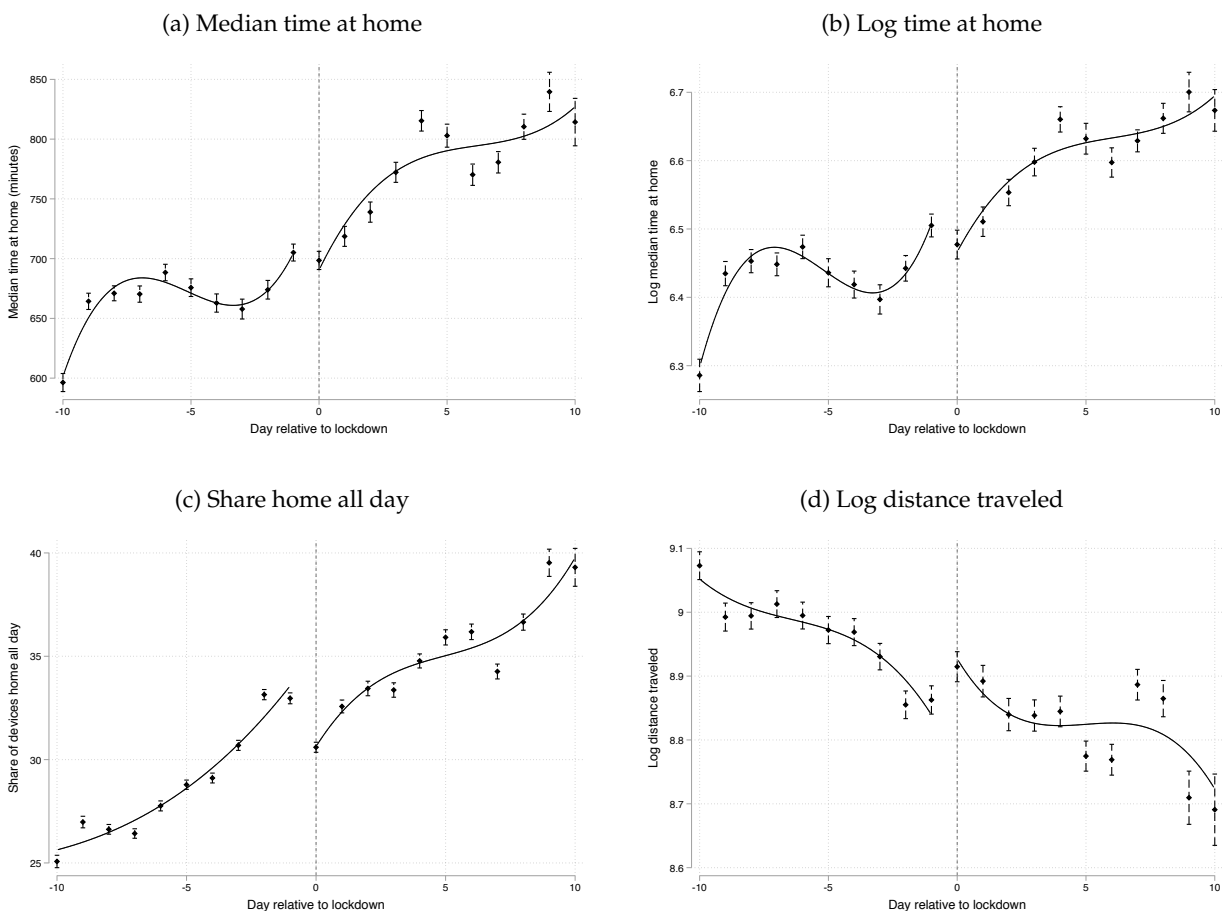 (a) Median time at home
850
800
750
700
650
600
Median time at home (minutes)
-10 -5 0 5 10
Day relative to lockdown
(b) Log time at home
6.7
6.6
6.5
6.4
6.3
Log median time at home
-10 -5 0 5 10
Day relative to lockdown
(c) Share home all day
40
35
30
25
Share of devices home all day
-10 -5 0 5 10
Day relative to lockdown
(d) Log distance traveled
9.1
9
8.9
8.8
8.7
8.6
Log distance traveled
-10 -5 0 5 10
Day relative to lockdown